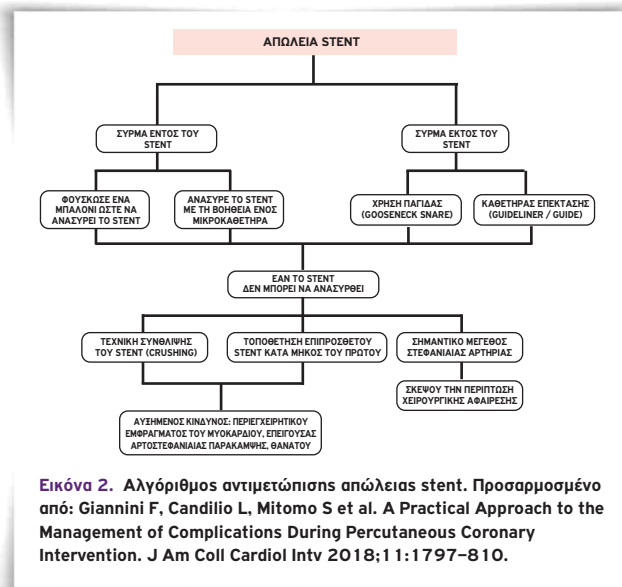 ΑΠΩΛΕΙΑ STENT
ΣΥΡΜΑ ΕΝΤΟΣ ΤΟΥ
STENT
ΣΥΡΜΑ ΕΚΤΟΣ ΤΟΥ
STENT
ΦΟΥΣΚΩΣΕ ΕΝΑ
ΜΠΑΛΟΝΙ ΩΣΤΕ ΝΑ
ΑΝΑΣΥΡΕΙ ΤΟ STENT
ΑΝΑΣΥΡΕ ΤΟ STENT
ΜΕ ΤΗ ΒΟΗΘΕΙΑ ΕΝΟΣ
ΜΙΚΡΟΚΑΘΕΤΗΡΑ
ΧΡΗΣΗ ΠΑΓΙΔΑΣ
(GOOSENECK SNARE)
ΚΑΘΕΤΗΡΑΣ ΕΠΕΚΤΑΣΗΣ
(GUIDELINER / GUIDE)
ΕΑΝ ΤΟ STENT
ΔΕΝ ΜΠΟΡΕΙ ΝΑ ΑΝΑΣΥΡΘΕΙ
ΤΕΧΝΙΚΗ ΣΥΝΘΛΙΨΗΣ
ΤΟΥ STENT (CRUSHING)
ΤΟΠΟΘΕΤΗΣΗ ΕΠΙΠΡΟΣΘΕΤΟΥ
STENT ΚΑΤΑ ΜΗΚΟΣ ΤΟΥ ΠΡΩΤΟΥ
ΣΗΜΑΝΤΙΚΟ ΜΕΓΕΘΟΣ
ΣΤΕΦΑΝΙΑΙΑΣ ΑΡΤΗΡΙΑΣ
ΣΚΕΨΟΥ ΤΗΝ ΠΕΡΙΠΤΩΣΗ
ΧΕΙΡΟΥΡΓΙΚΗΣ ΑΦΑΙΡΕΣΗΣ
ΑΥΞΗΜΕΝΟΣ ΚΙΝΔΥΝΟΣ: ΠΕΡΙΕΓΧΕΙΡΗΤΙΚΟΥ
ΕΜΦΡΑΓΜΑΤΟΣ ΤΟΥ ΜΥΟΚΑΡΔΙΟΥ, ΕΠΕΙΓΟΥΣΑΣ
ΑΡΤΟΣΤΕΦΑΝΙΑΙΑΣ ΠΑΡΑΚΑΜΨΗΣ, ΘΑΝΑΤΟΥ
Εικόνα 2. Αλγόριθμος αντιμετώπισης απώλειας stent. Προσαρμοσμένο
από: Giannini F, Candilio L, Mitomo S et al. A Practical Approach to the
Management of Complications During Percutaneous Coronary
Intervention. J Am Coll Cardiol Intv 2018;11:1797–810.